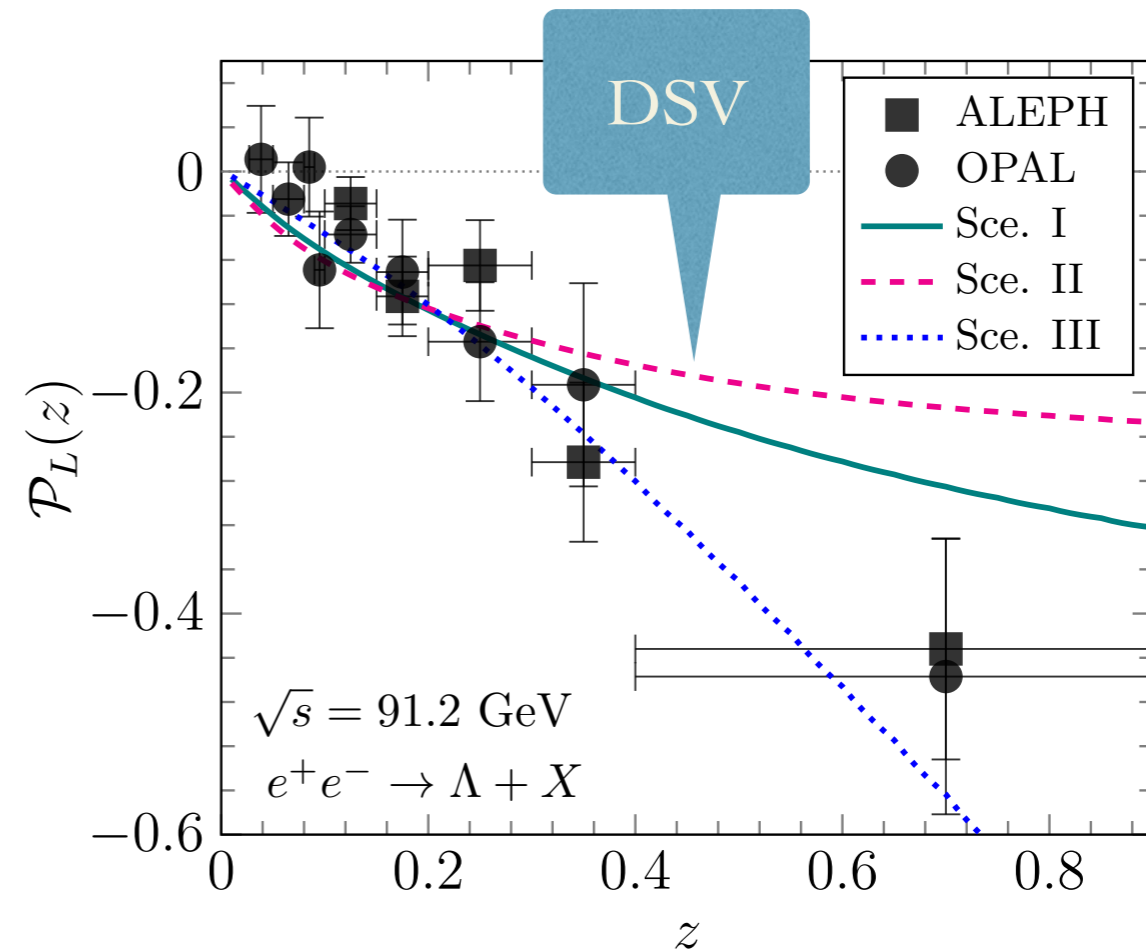 DSV
ALEPH
OPAL
Sce. I
Sce. II
Sce. III
0
−0.2
−0.4
−0.6
𝒫_L(z)
√s = 91.2 GeV
e⁺e⁻ → Λ + X
0 0.2 0.4 0.6 0.8
z